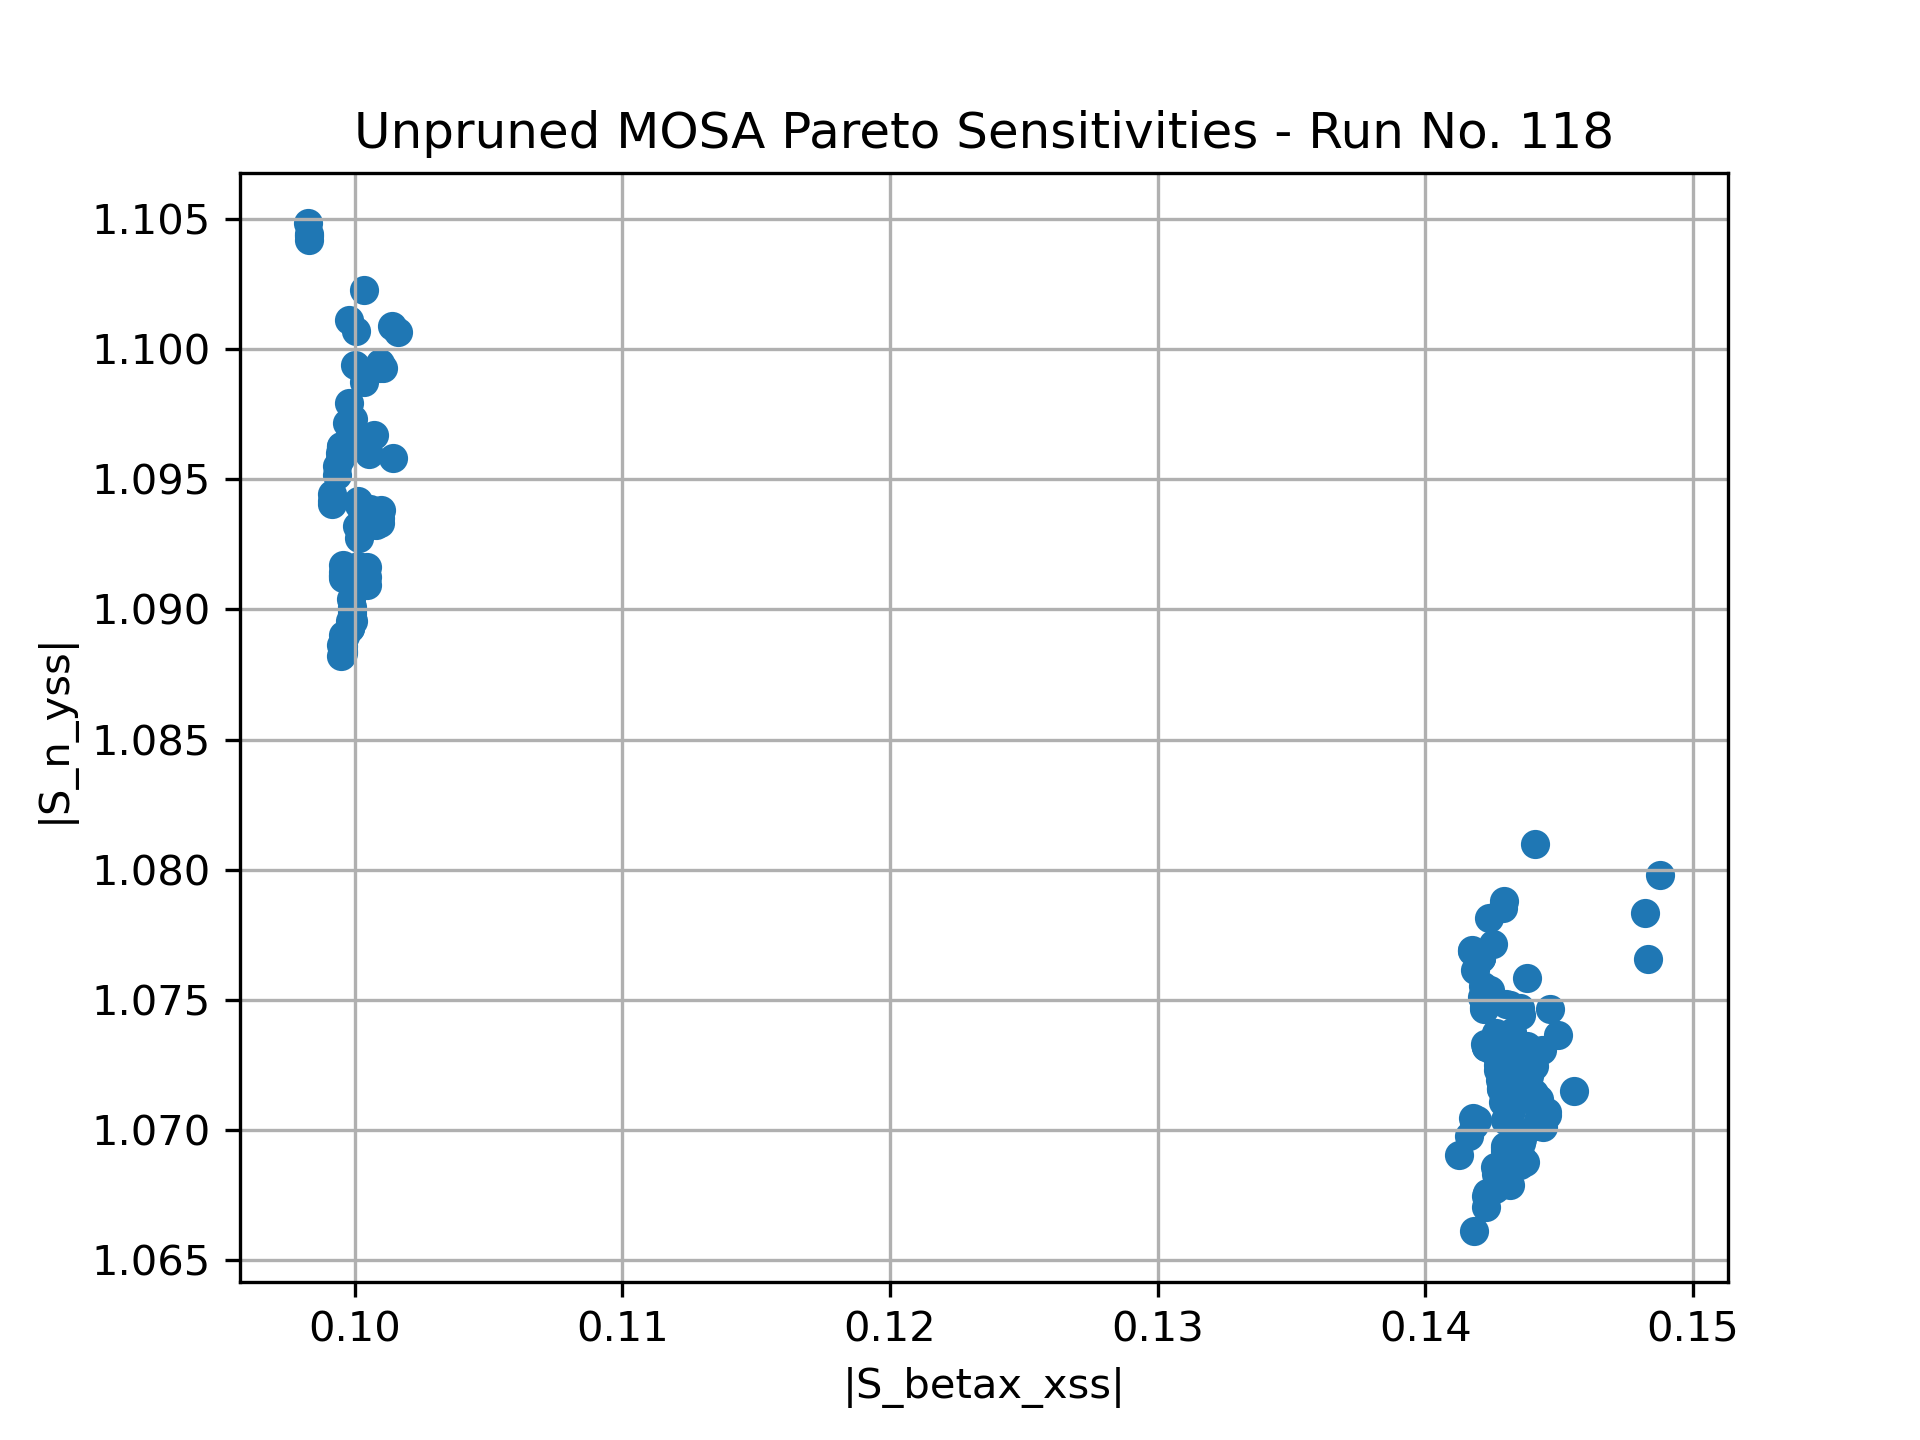 Unpruned MOSA Pareto Sensitivities - Run No. 118
1.105
1.100
1.095
1.090
1.085
1.080
1.075
1.070
1.065
|S_n_yss|
0.10 0.11 0.12 0.13 0.14 0.15
|S_betax_xss|